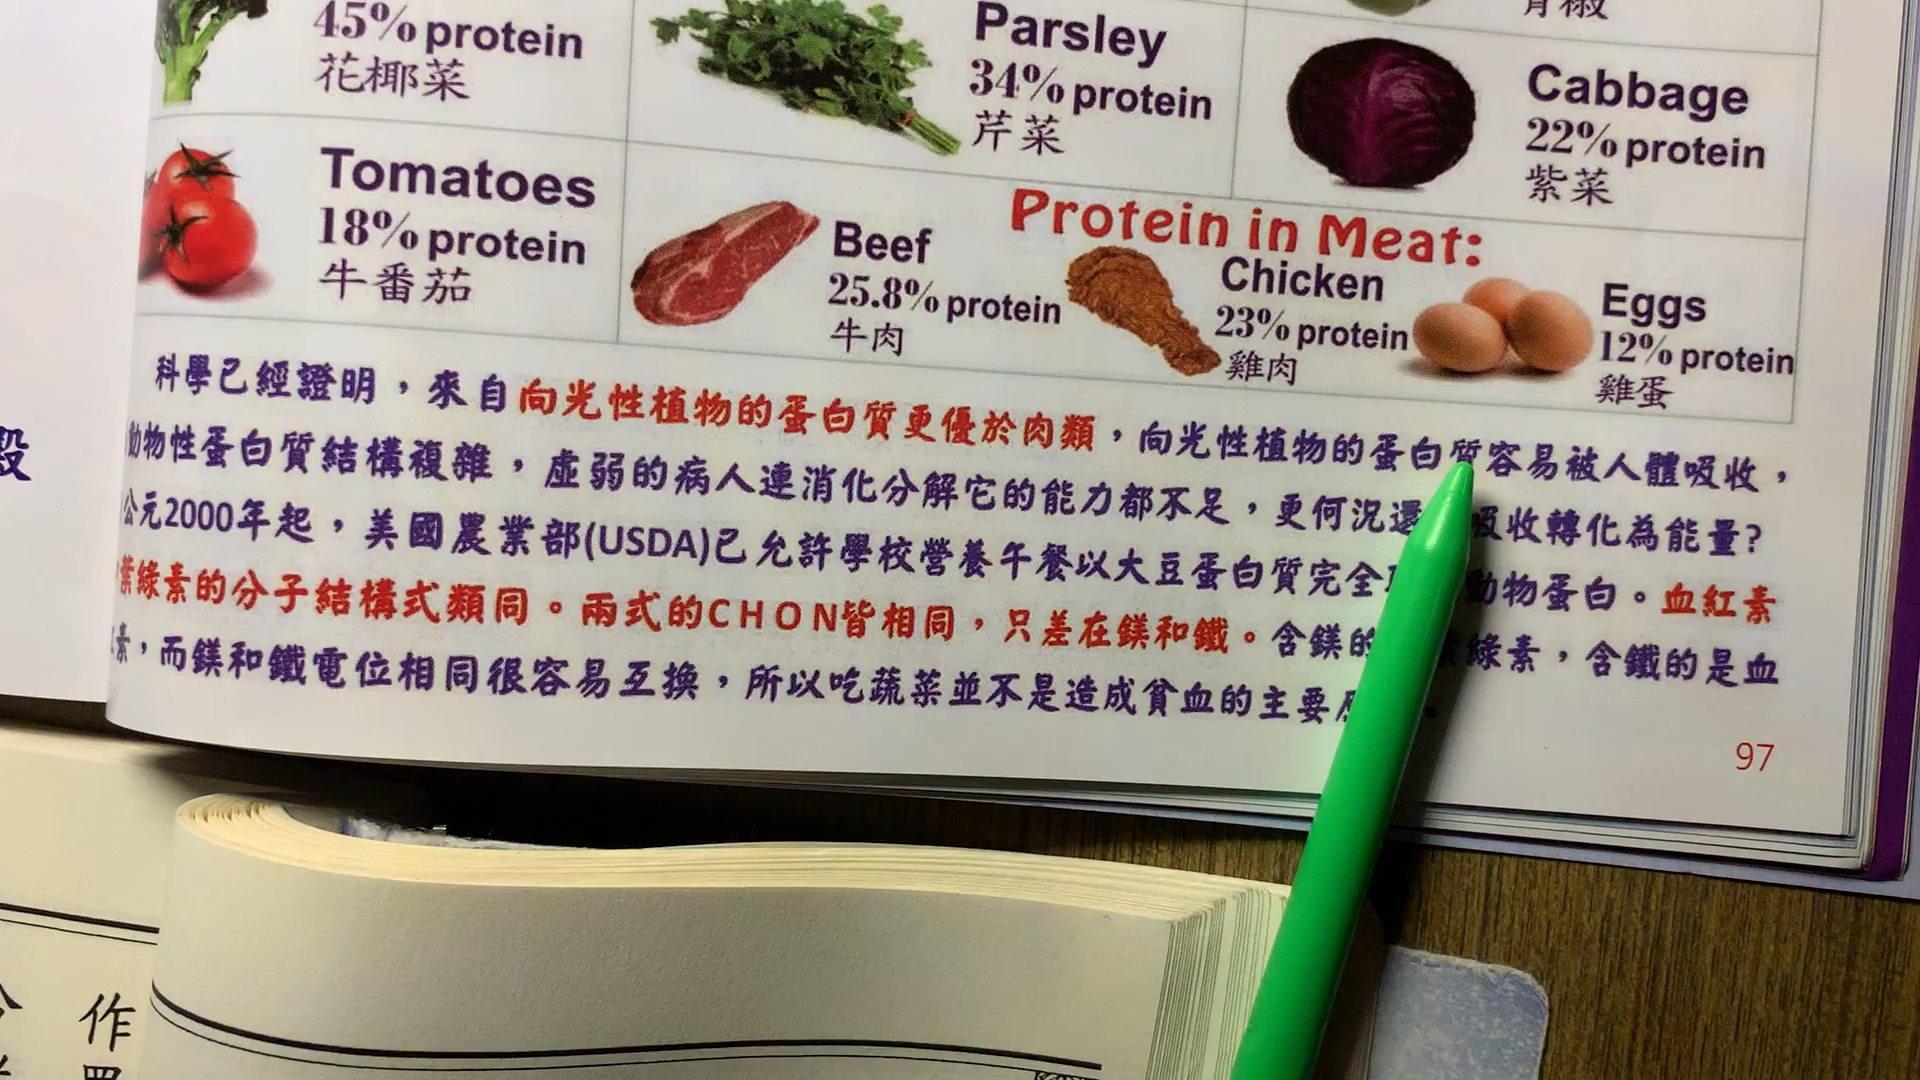 45% protein
花椰菜
Parsley
34% protein
芹菜
青椒
Cabbage
22% protein
紫菜
Tomatoes
18% protein
牛番茄
Protein in Meat:
Beef
25.8% protein
牛肉
Chicken
23% protein
雞肉
Eggs
12% protein
雞蛋
科學已經證明，來自向光性植物的蛋白質更優於肉類，向光性植物的蛋白質容易被人體吸收，
動物性蛋白質結構複雜，虛弱的病人連消化分解它的能力都不足，更何況還 吸收轉化為能量?
公元2000年起，美國農業部(USDA)已允許學校營養午餐以大豆蛋白質完全 動物蛋白。血紅素
葉綠素的分子結構式類同。兩式的CHON皆相同，只差在鎂和鐵。含鎂的 綠素，含鐵的是血
素，而鎂和鐵電位相同很容易互換，所以吃蔬菜並不是造成貧血的主要
97
作